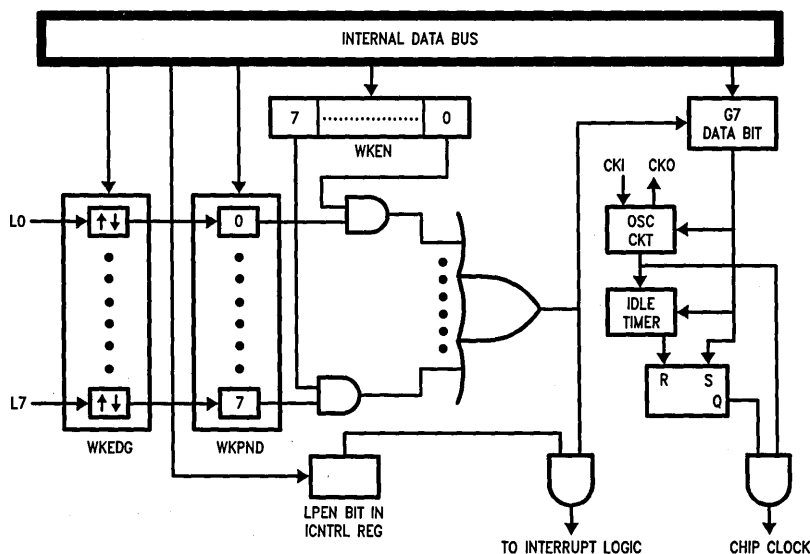 INTERNAL DATA BUS
7 0
WKEN
G7
DATA BIT
CKI CKO
OSC
CKT
IDLE
TIMER
R S
Q
L0
0
L7
7
WKEDG
WKPND
LPEN BIT IN
ICNTRL REG
TO INTERRUPT LOGIC
CHIP CLOCK